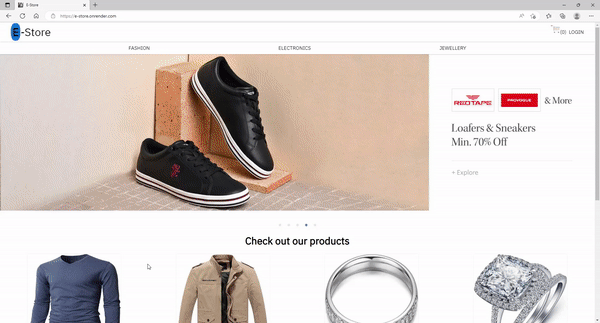 E-Store
https://e-store.onrender.com
E-Store
(0) LOGIN
FASHION
ELECTRONICS
JEWELLERY
REDTAPE
PROVOGUE
& More
Loafers & Sneakers
Min. 70% Off
+ Explore
Check out our products